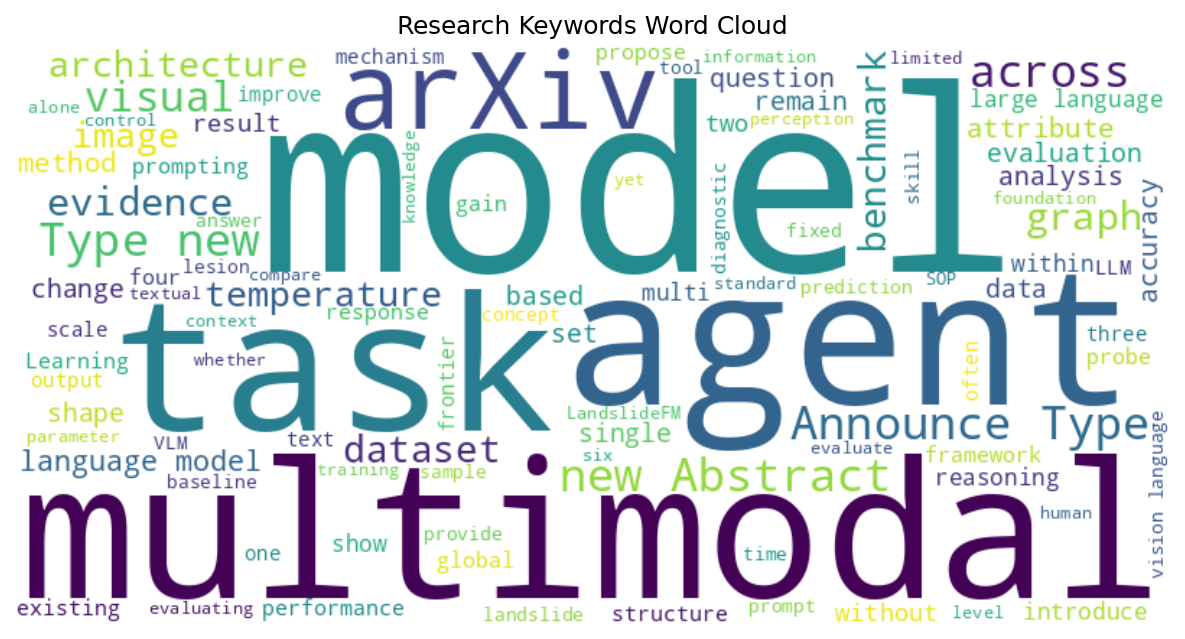 Research Keywords Word Cloud
mechanism
propose
information
limited
architecture
arXiv
tool
question
benchmark
across
alone
visual
improve
model
remain
large language
control
image
result
two
perception
attribute
method
prompting
knowledge
yet
diagnostic
skill
evaluation
evidence
answer
gain
fixed
analysis
foundation
Type new
graph
accuracy
change
four
lesion
compare
textual
temperature
based
multi
standard
prediction
SOP
data
within
LLM
scale
context
response
concept
set
agent
three
Learning
whether
task
frontier
often
probe
output
shape
LandslideFM
single
Announce Type
parameter
VLM
text
dataset
six
evaluate
framework
vision language
language model
baseline
training
sample
new Abstract
reasoning
multimodal
human
one
show
provide
global
time
existing
evaluating
performance
landslide
structure
prompt
without
level
introduce